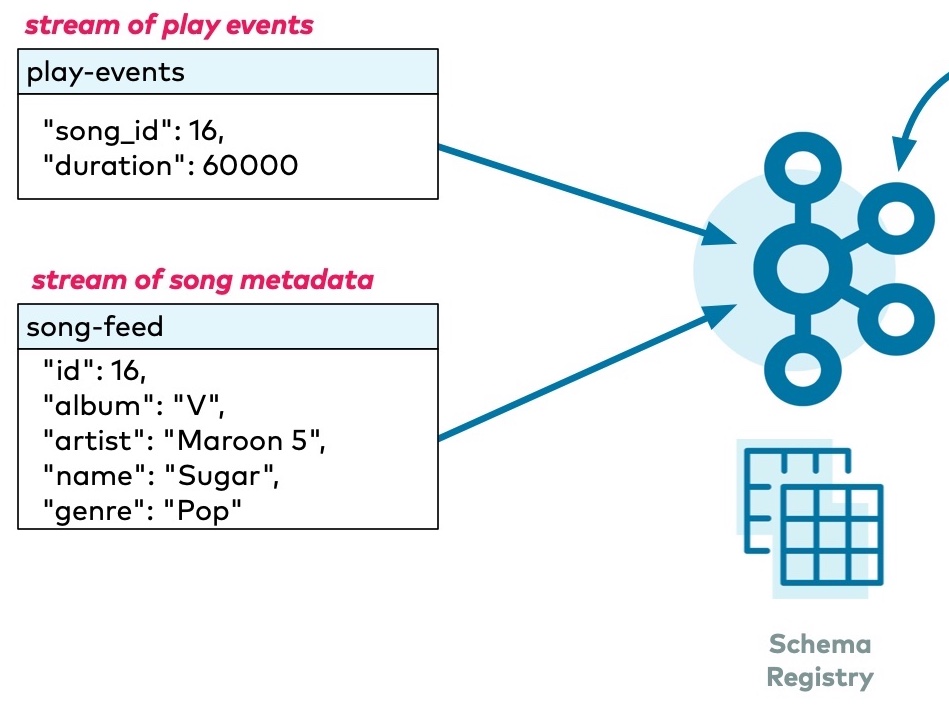 stream of play events
play-events
"song_id": 16,
"duration": 60000
stream of song metadata
song-feed
"id": 16,
"album": "V",
"artist": "Maroon 5",
"name": "Sugar",
"genre": "Pop"
Schema
Registry